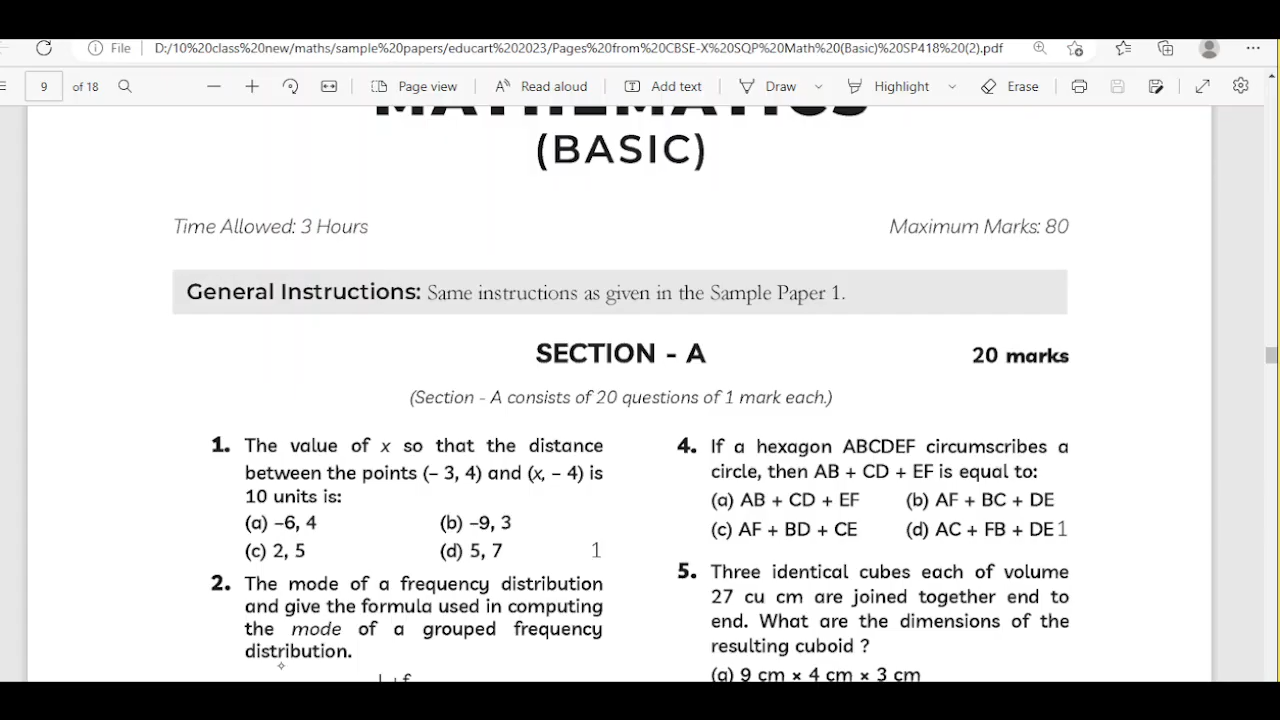 File
D:/10%20class%20new/maths/sample%20papers/educart%202023/Pages%20from%20CBSE-X%20SQP%20Math%20(Basic)%20SP418%20(2).pdf
9 of 18
Page view
Read aloud
Add text
Draw
Highlight
Erase
MATHEMATICS
(BASIC)
Time Allowed: 3 Hours
Maximum Marks: 80
General Instructions: Same instructions as given in the Sample Paper 1.
SECTION - A
20 marks
(Section - A consists of 20 questions of 1 mark each.)
1. The value of x so that the distance
between the points (– 3, 4) and (x, – 4) is
10 units is:
(a) –6, 4 (b) –9, 3
(c) 2, 5 (d) 5, 7 1
2. The mode of a frequency distribution
and give the formula used in computing
the mode of a grouped frequency
distribution.
4. If a hexagon ABCDEF circumscribes a
circle, then AB + CD + EF is equal to:
(a) AB + CD + EF (b) AF + BC + DE
(c) AF + BD + CE (d) AC + FB + DE 1
5. Three identical cubes each of volume
27 cu cm are joined together end to
end. What are the dimensions of the
resulting cuboid ?
(a) 9 cm × 4 cm × 3 cm